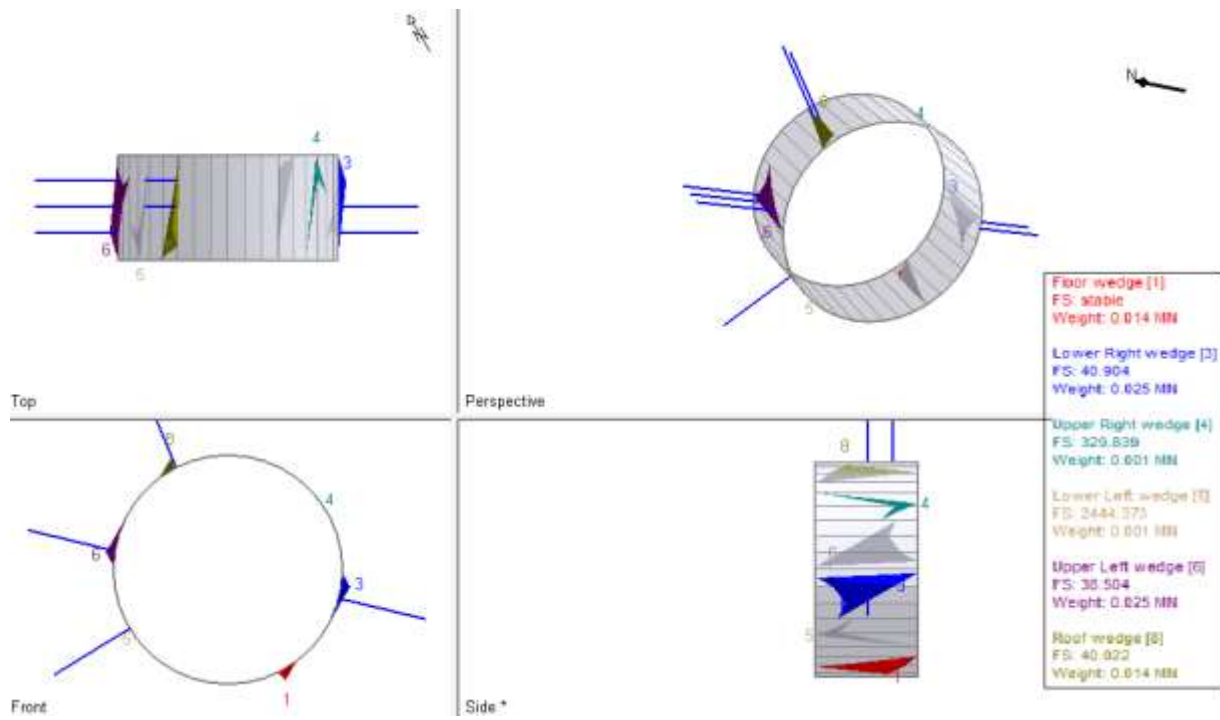 N
4
3
6
5
Top
8
4
N
3
6
5
Perspective
Floor wedge [1]
FS: stable
Weight: 0.014 MN
Lower Right wedge [3]
FS: 40.904
Weight: 0.025 MN
Upper Right wedge [4]
FS: 329.839
Weight: 0.001 MN
Lower Left wedge [5]
FS: 2444.373
Weight: 0.001 MN
Upper Left wedge [6]
FS: 38.504
Weight: 0.025 MN
Roof wedge [8]
FS: 40.022
Weight: 0.014 MN
8
4
6
3
5
1
Front
8
4
6
3
5
1
Side *